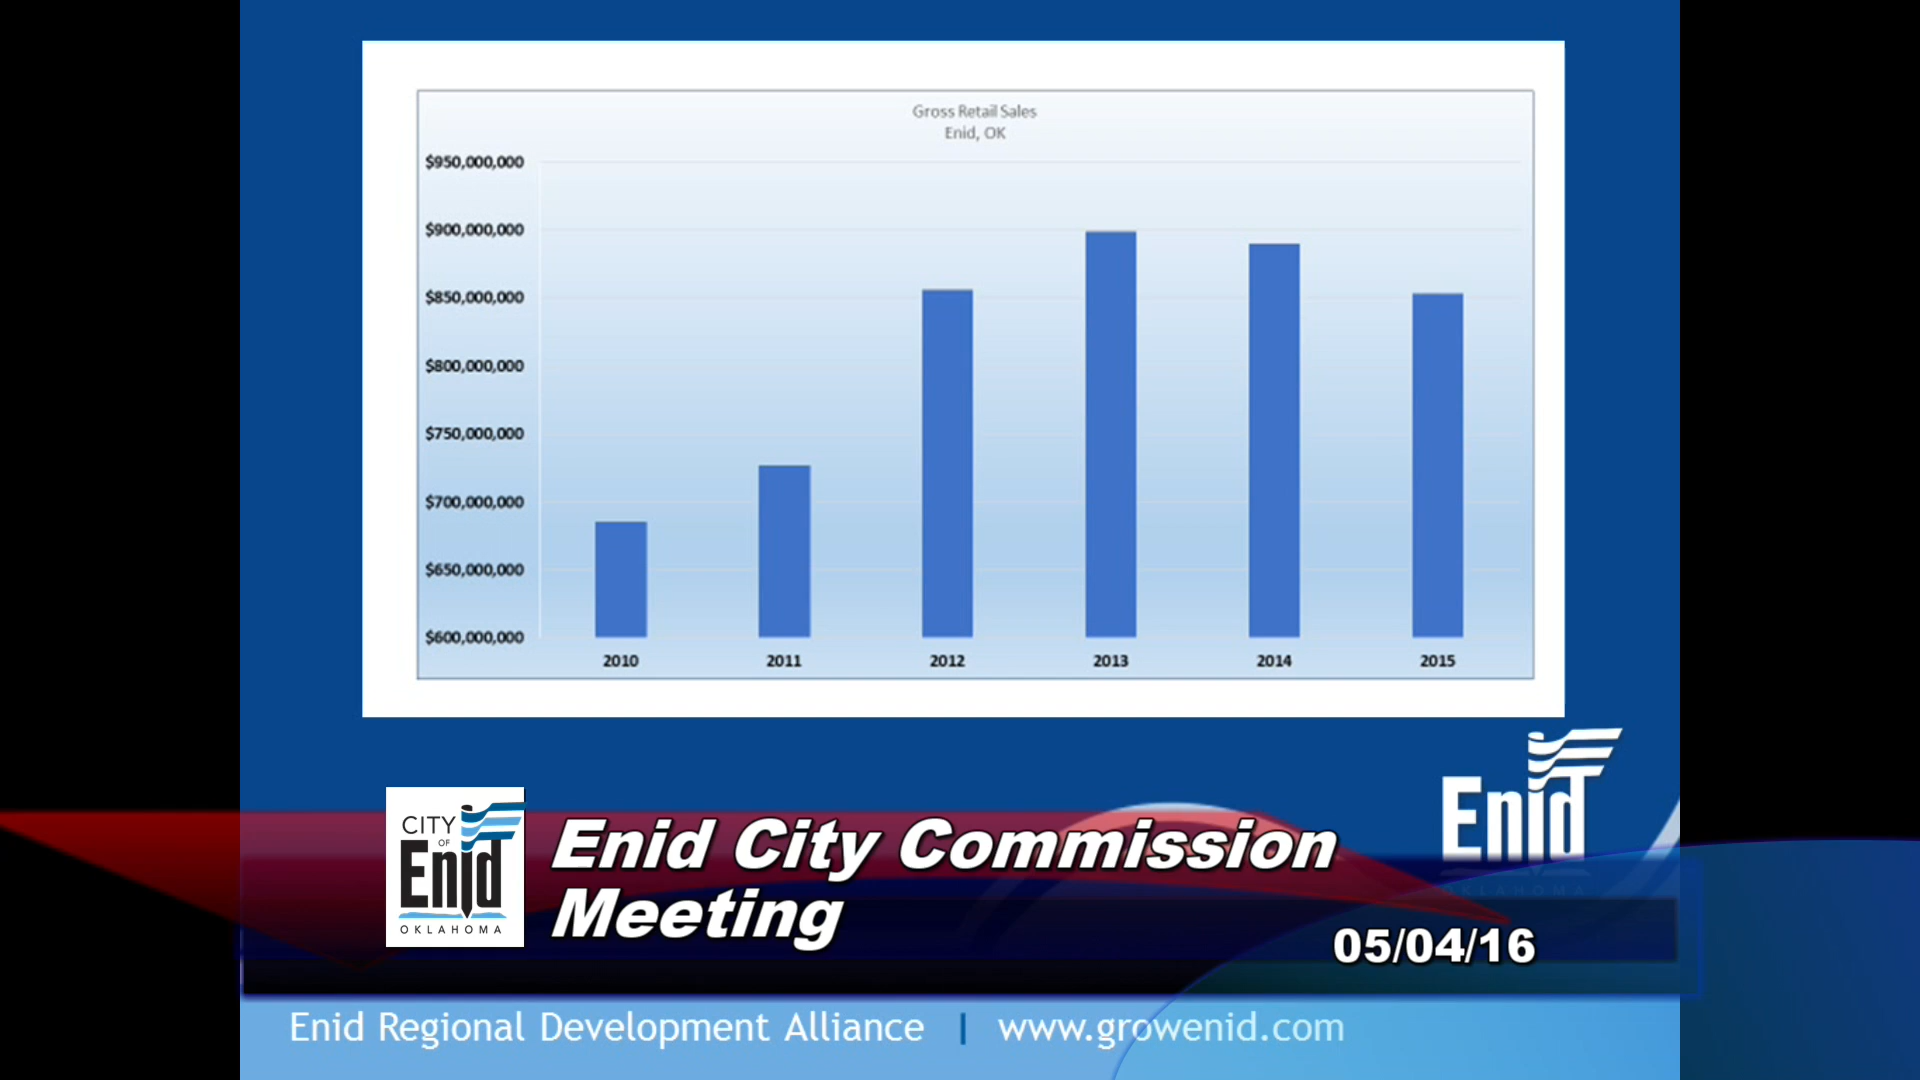 Gross Retail Sales
Enid, OK
$950,000,000
$900,000,000
$850,000,000
$800,000,000
$750,000,000
$700,000,000
$650,000,000
$600,000,000
2010 2011 2012 2013 2014 2015
Enid
OKLAHOMA
CITY
OF
Enid
OKLAHOMA
Enid City Commission
Meeting
05/04/16
Enid Regional Development Alliance | www.growenid.com